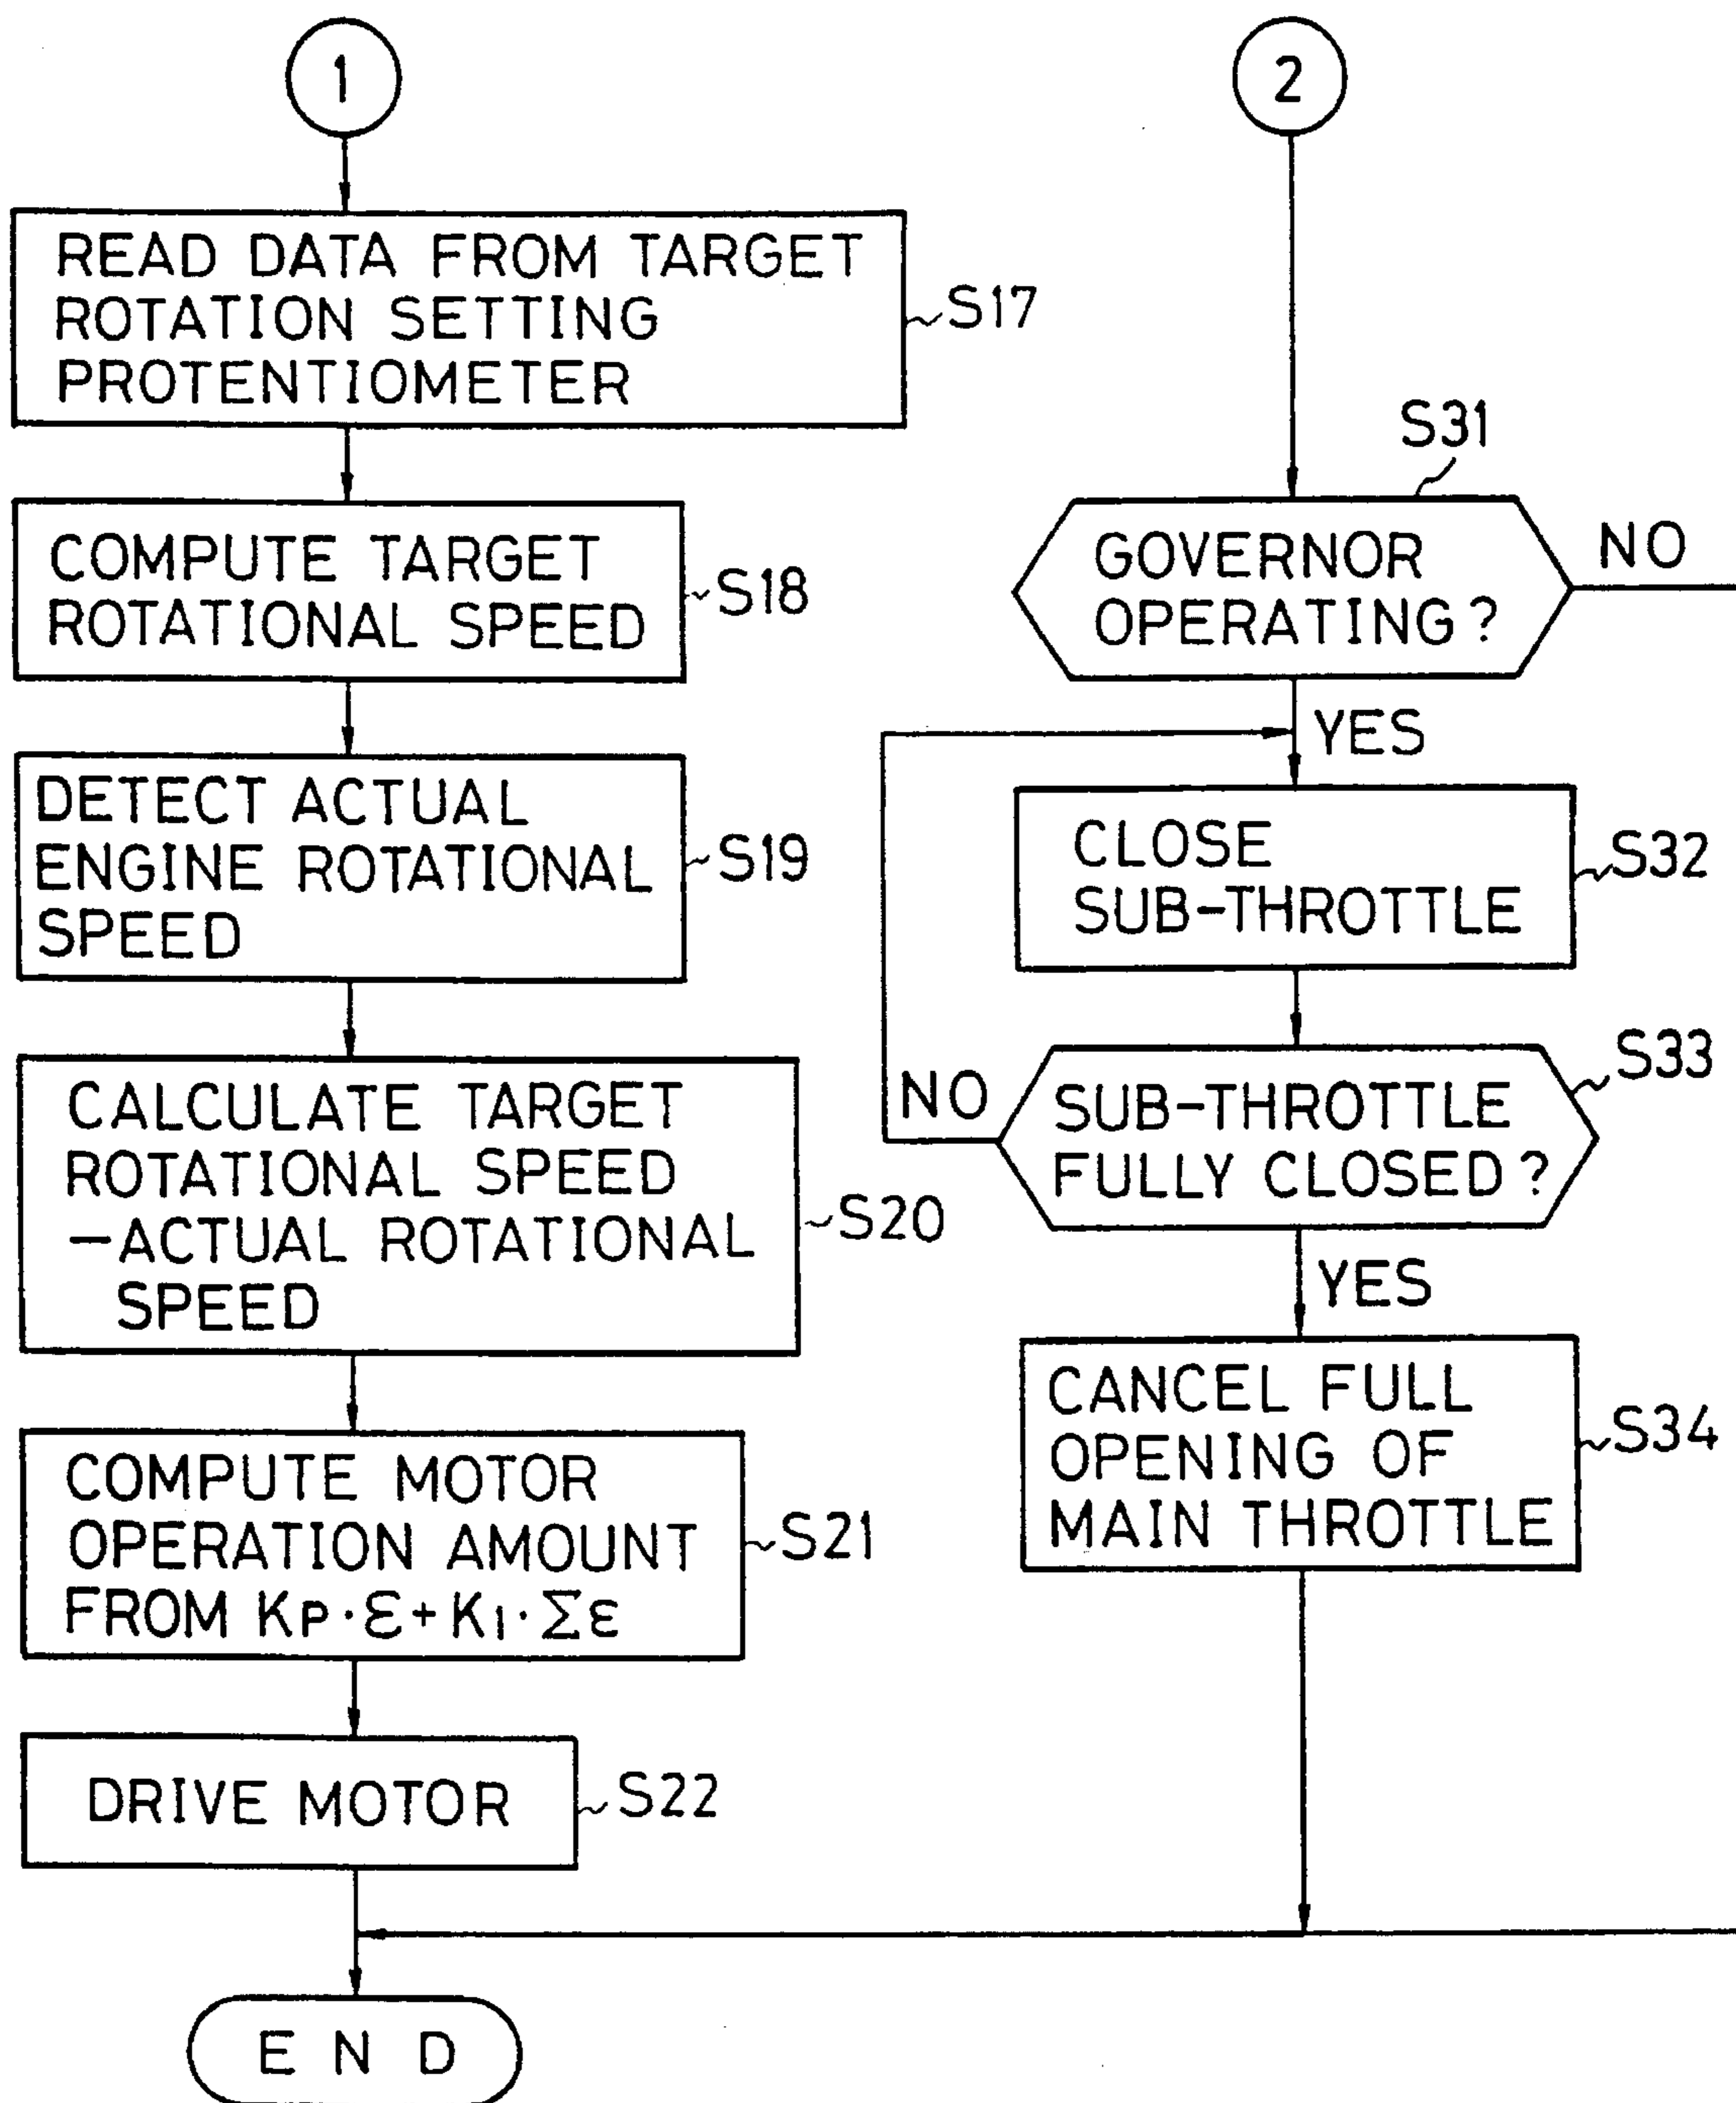 1
READ DATA FROM TARGET
ROTATION SETTING
PROTENTIOMETER
S17
COMPUTE TARGET
ROTATIONAL SPEED
S18
DETECT ACTUAL
ENGINE ROTATIONAL
SPEED
S19
CALCULATE TARGET
ROTATIONAL SPEED
-ACTUAL ROTATIONAL
SPEED
S20
COMPUTE MOTOR
OPERATION AMOUNT
FROM KP·ε+KI·Σε
S21
DRIVE MOTOR
S22
END
2
S31
GOVERNOR
OPERATING?
NO
YES
CLOSE
SUB-THROTTLE
S32
S33
SUB-THROTTLE
FULLY CLOSED?
NO
YES
CANCEL FULL
OPENING OF
MAIN THROTTLE
S34